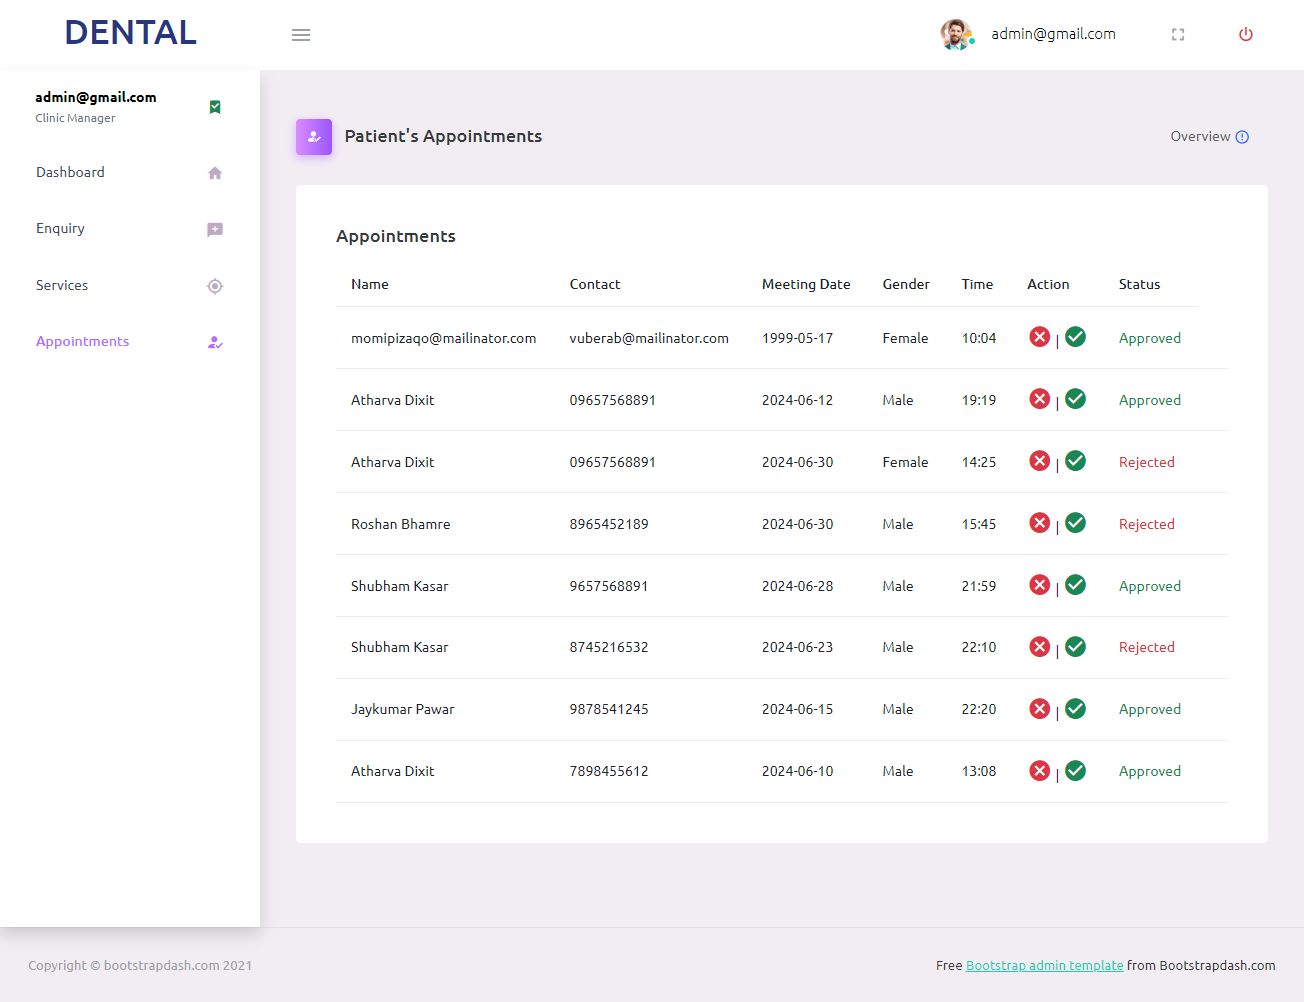 DENTAL
admin@gmail.com
admin@gmail.com
Clinic Manager
Dashboard
Enquiry
Services
Appointments
Patient's Appointments
Overview
Appointments
Name Contact Meeting Date Gender Time Action Status
momipizaqo@mailinator.com vuberab@mailinator.com 1999-05-17 Female 10:04 | Approved
Atharva Dixit 09657568891 2024-06-12 Male 19:19 | Approved
Atharva Dixit 09657568891 2024-06-30 Female 14:25 | Rejected
Roshan Bhamre 8965452189 2024-06-30 Male 15:45 | Rejected
Shubham Kasar 9657568891 2024-06-28 Male 21:59 | Approved
Shubham Kasar 8745216532 2024-06-23 Male 22:10 | Rejected
Jaykumar Pawar 9878541245 2024-06-15 Male 22:20 | Approved
Atharva Dixit 7898455612 2024-06-10 Male 13:08 | Approved
Copyright © bootstrapdash.com 2021
Free Bootstrap admin template from Bootstrapdash.com